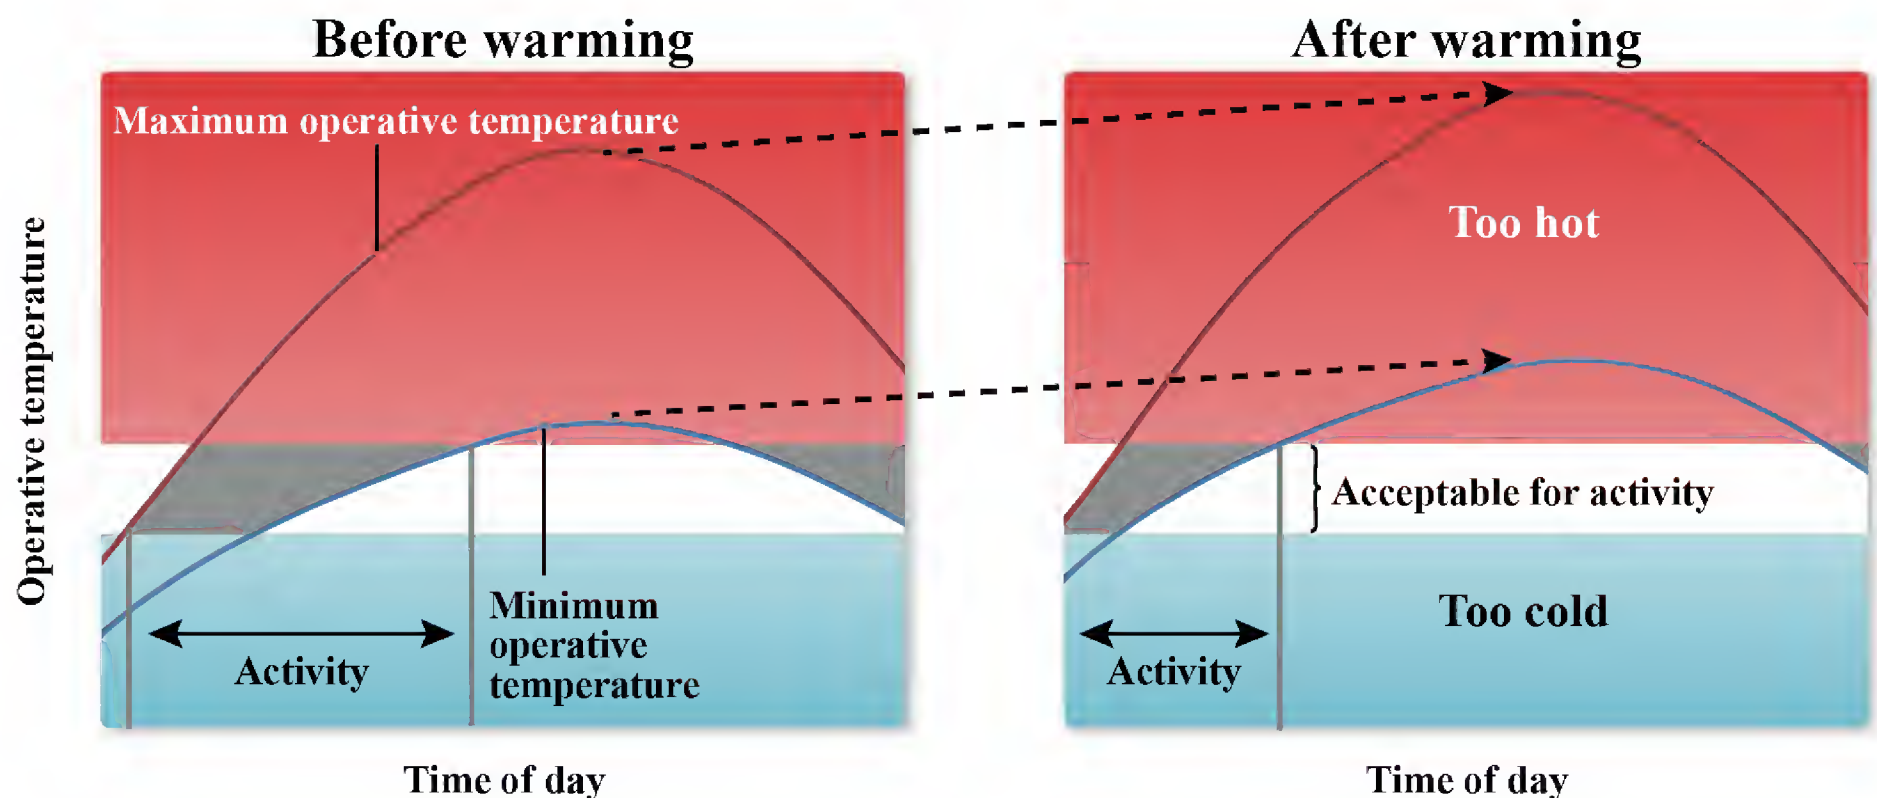 Before warming
After warming
Maximum operative temperature
Operative temperature
Too hot
Acceptable for activity
Too cold
Minimum
operative
temperature
Activity
Activity
Time of day
Time of day